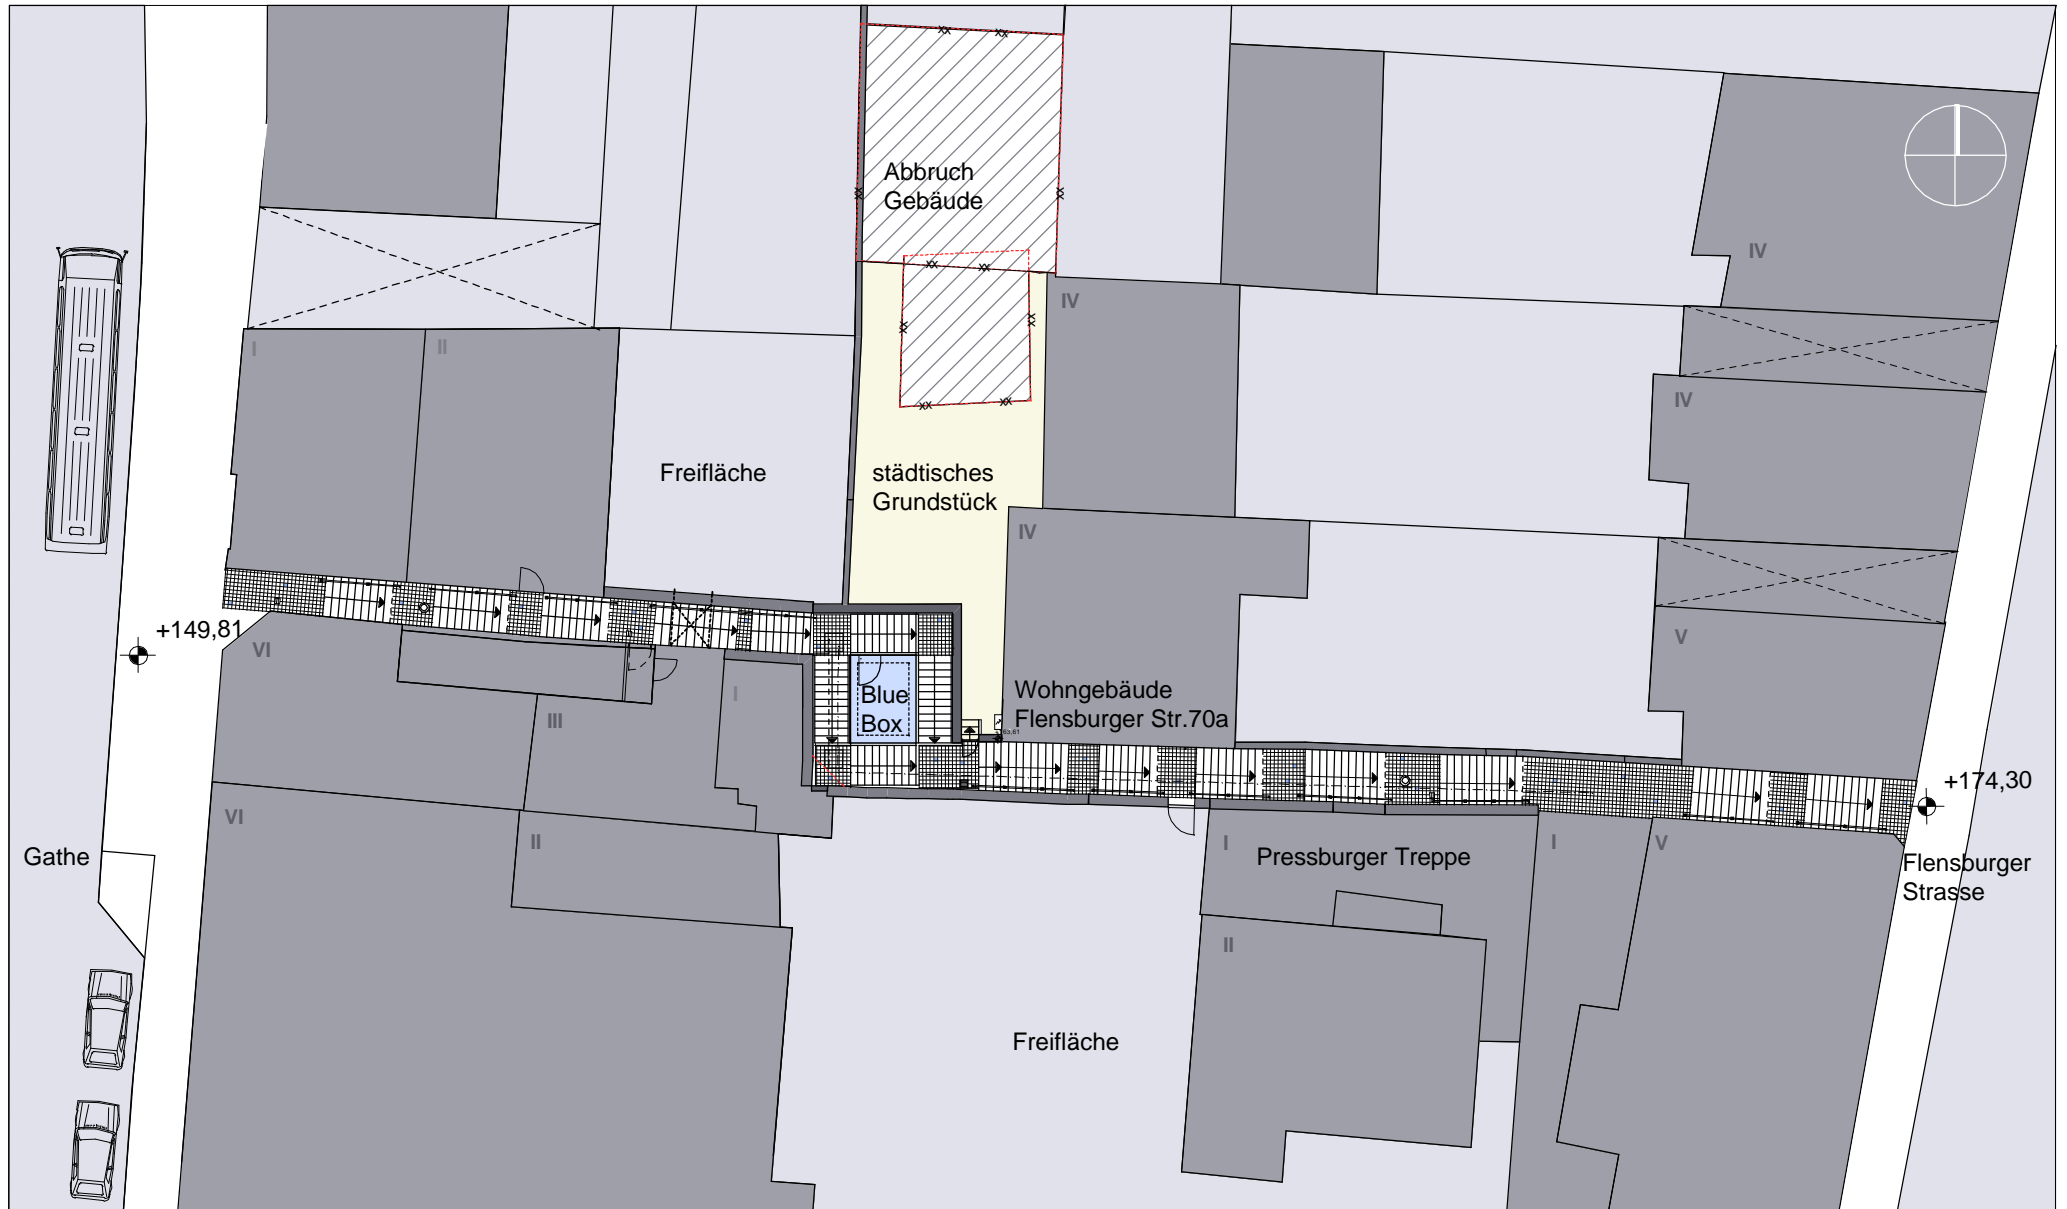 Abbruch
Gebäude
IV
IV
I
II
IV
Freifläche
städtisches
Grundstück
IV
+149,81
VI
V
Blue
Box
I
III
Wohngebäude
Flensburger Str.70a
+174,30
VI
II
I
I
V
Gathe
Pressburger Treppe
Flensburger
Strasse
II
Freifläche